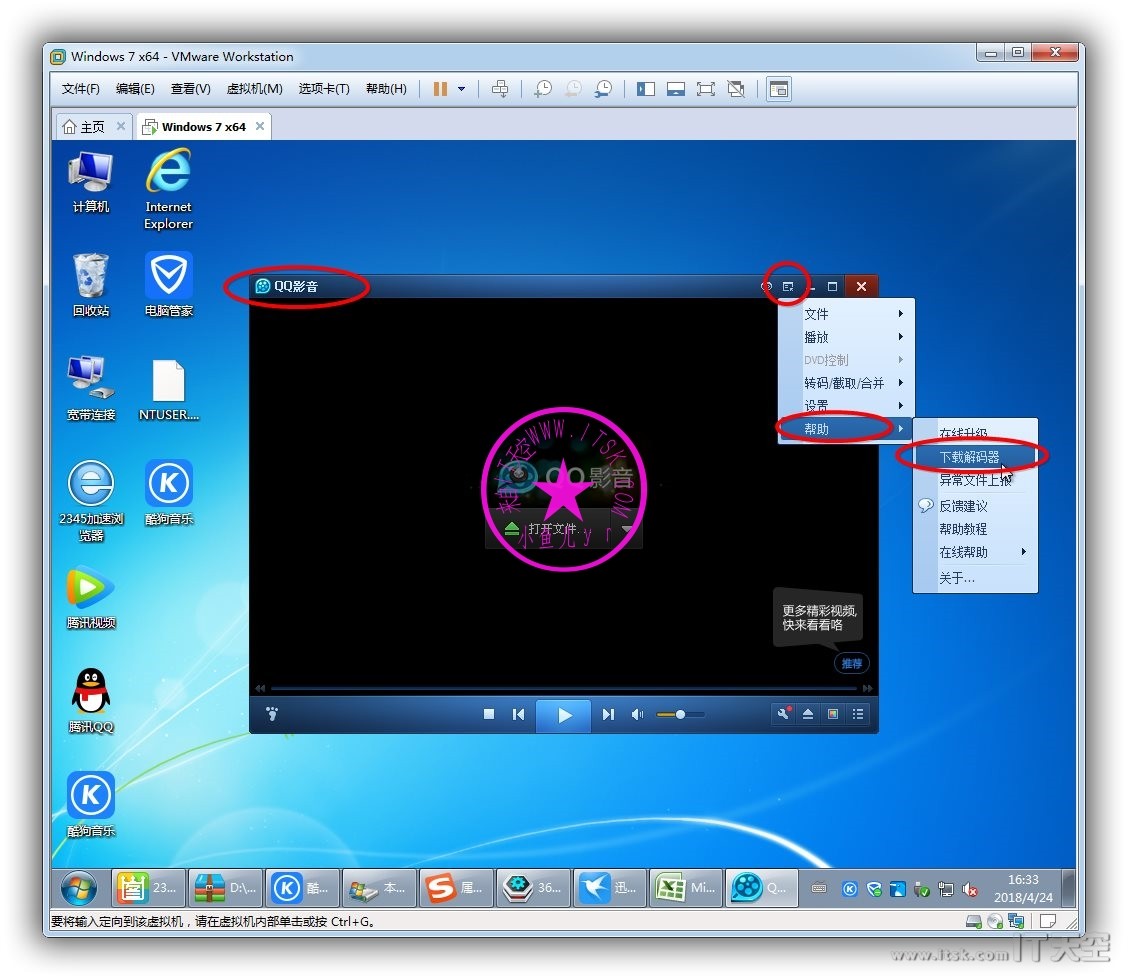 Windows 7 x64 - VMware Workstation
文件(F) 编辑(E) 查看(V) 虚拟机(M) 选项卡(T) 帮助(H)
主页 Windows 7 x64
计算机
Internet
Explorer
回收站
电脑管家
宽带连接
NTUSER....
2345加速浏
览器
酷狗音乐
腾讯视频
腾讯QQ
酷狗音乐
QQ影音
文件
播放
DVD控制
转码/截取/合并
设置
帮助
在线升级
下载解码器
异常文件上报
反馈建议
帮助教程
在线帮助
关于...
QQ影音
WWW.ITSK.COM
打开文件...
小鱼儿yr
更多精彩视频,
快来看看咯
推荐
23... D:\... 酷... 本... 属... 36... 迅... Mi... Q...
16:33
2018/4/24
要将输入定向到该虚拟机，请在虚拟机内部单击或按 Ctrl+G。
www.itsk.com IT天空